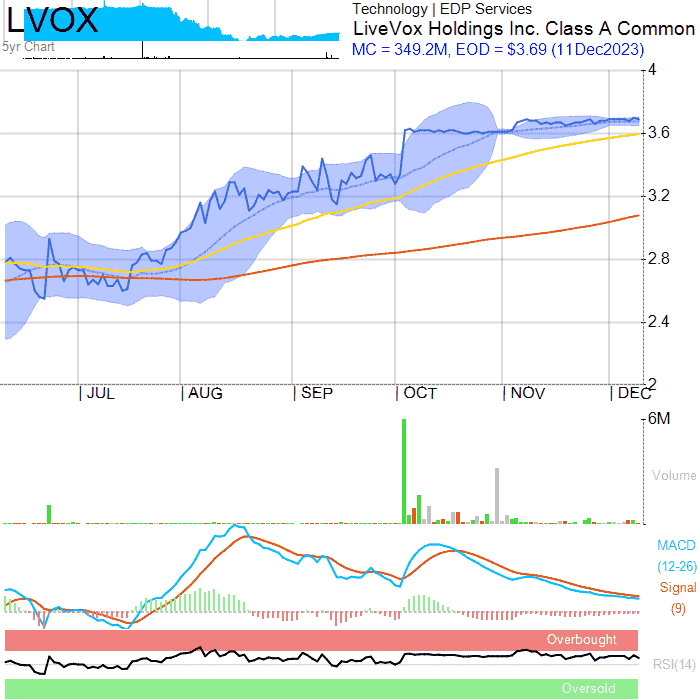 LVOX
5yr Chart
Technology | EDP Services
LiveVox Holdings Inc. Class A Common
MC = 349.2M, EOD = $3.69 (11Dec2023)
4
3.6
3.2
2.8
2.4
2
JUL AUG SEP OCT NOV DEC
6M
Volume
MACD
(12-26)
Signal
(9)
Overbought
RSI(14)
Oversold